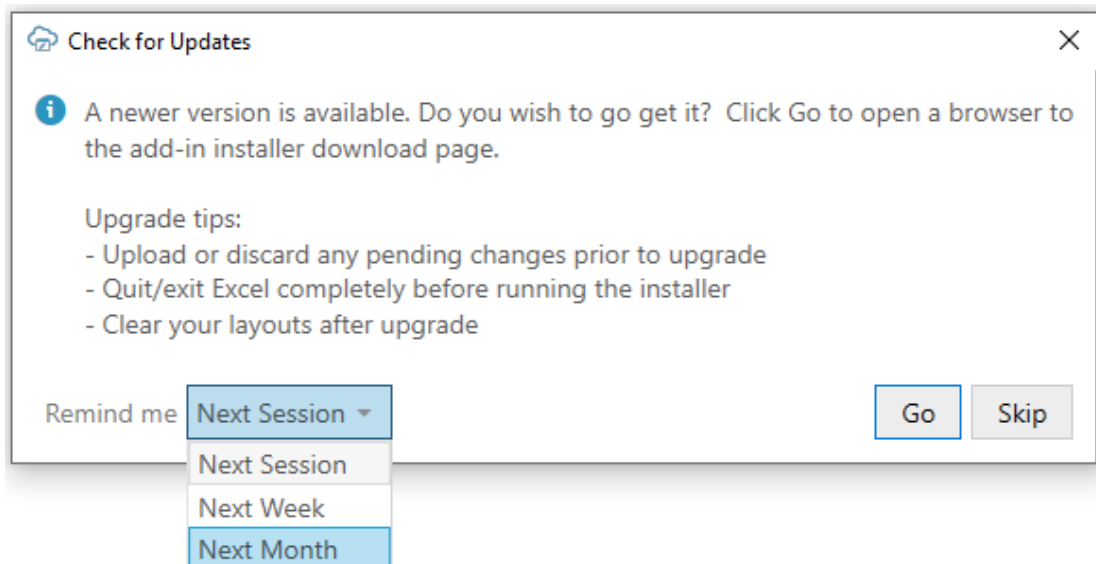 Check for Updates
A newer version is available. Do you wish to go get it?  Click Go to open a browser to
the add-in installer download page.
Upgrade tips:
- Upload or discard any pending changes prior to upgrade
- Quit/exit Excel completely before running the installer
- Clear your layouts after upgrade
Remind me Next Session Go Skip
Next Session
Next Week
Next Month